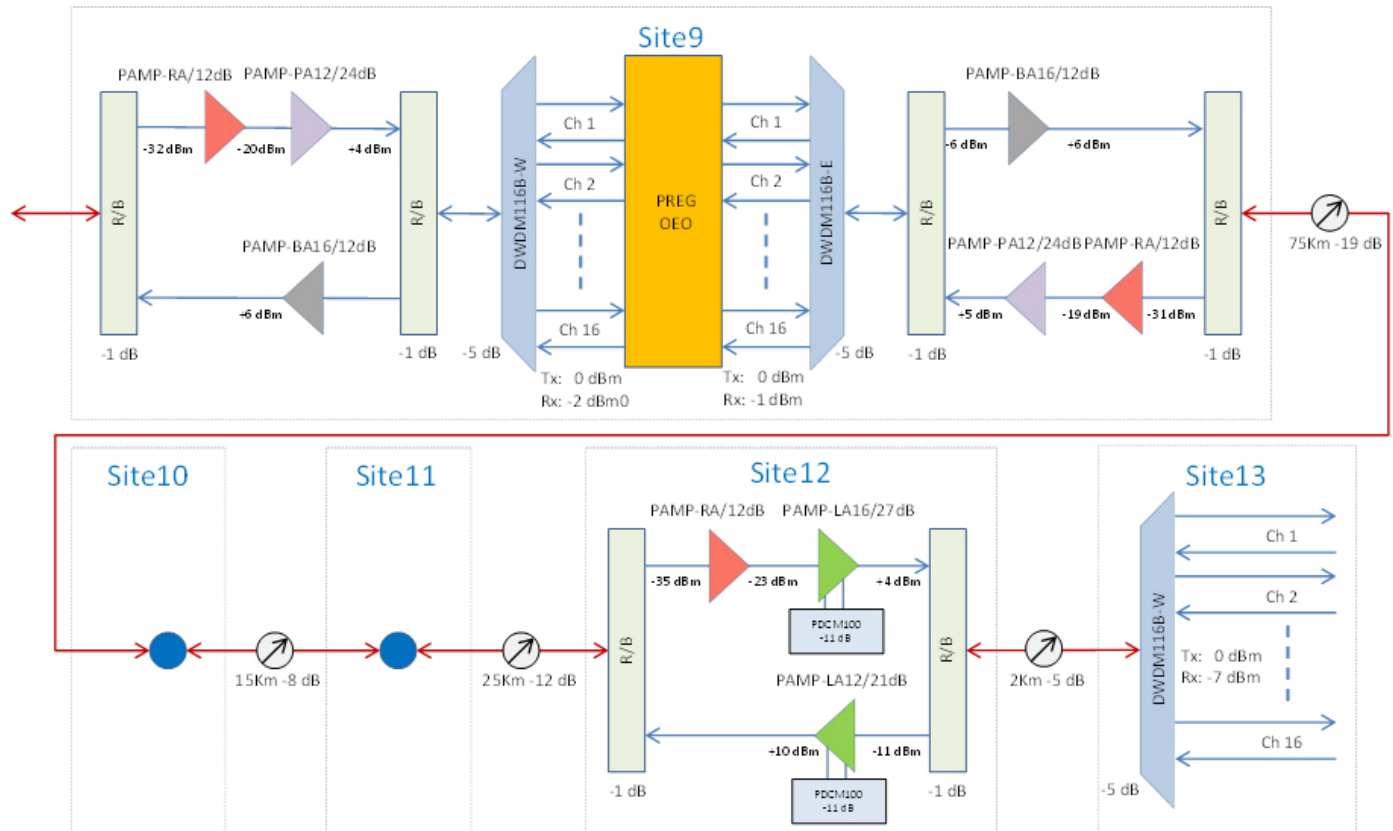 Site9
PAMP-RA/12dB
PAMP-PA12/24dB
-32 dBm
-20dBm
+4 dBm
R/B
R/B
PAMP-BA16/12dB
+6 dBm
-1 dB
-1 dB
-5 dB
DWDM116B-W
Ch 1
Ch 2
Ch 16
Tx: 0 dBm
Rx: -2 dBm0
PREG
OEO
Ch 1
Ch 2
Ch 16
Tx: 0 dBm
Rx: -1 dBm
DWDM116B-E
-5 dB
PAMP-BA16/12dB
-6 dBm
+6 dBm
R/B
R/B
PAMP-PA12/24dB
PAMP-RA/12dB
+5 dBm
-19 dBm
-31 dBm
-1 dB
-1 dB
75Km -19 dB
Site10
15Km -8 dB
Site11
25Km -12 dB
Site12
PAMP-RA/12dB
PAMP-LA16/27dB
-35 dBm
-23 dBm
+4 dBm
PDCM100
-11 dB
R/B
R/B
PAMP-LA12/21dB
+10 dBm
-11 dBm
PDCM100
-11 dB
-1 dB
-1 dB
2Km -5 dB
Site13
DWDM116B-W
Ch 1
Ch 2
Tx: 0 dBm
Rx: -7 dBm
Ch 16
-5 dB